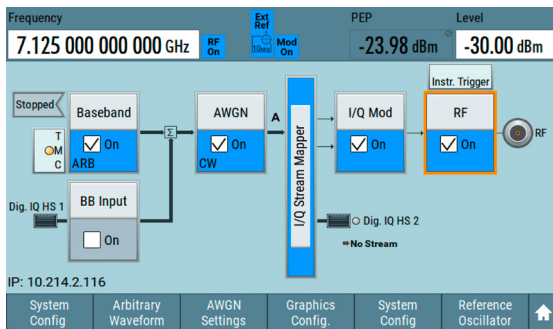 Frequency
7.125 000 000 000 GHz
RF
On
Ext
Ref
10MHz
Mod
On
PEP
-23.98 dBm
Level
-30.00 dBm
Instr. Trigger
Stopped
Baseband
On
ARB
T
M
C
Σ
AWGN
On
CW
A
I/Q Stream Mapper
I/Q Mod
On
RF
On
RF
Dig. IQ HS 1
BB Input
On
Dig. IQ HS 2
No Stream
IP: 10.214.2.116
System
Config
Arbitrary
Waveform
AWGN
Settings
Graphics
Config.
System
Config
Reference
Oscillator